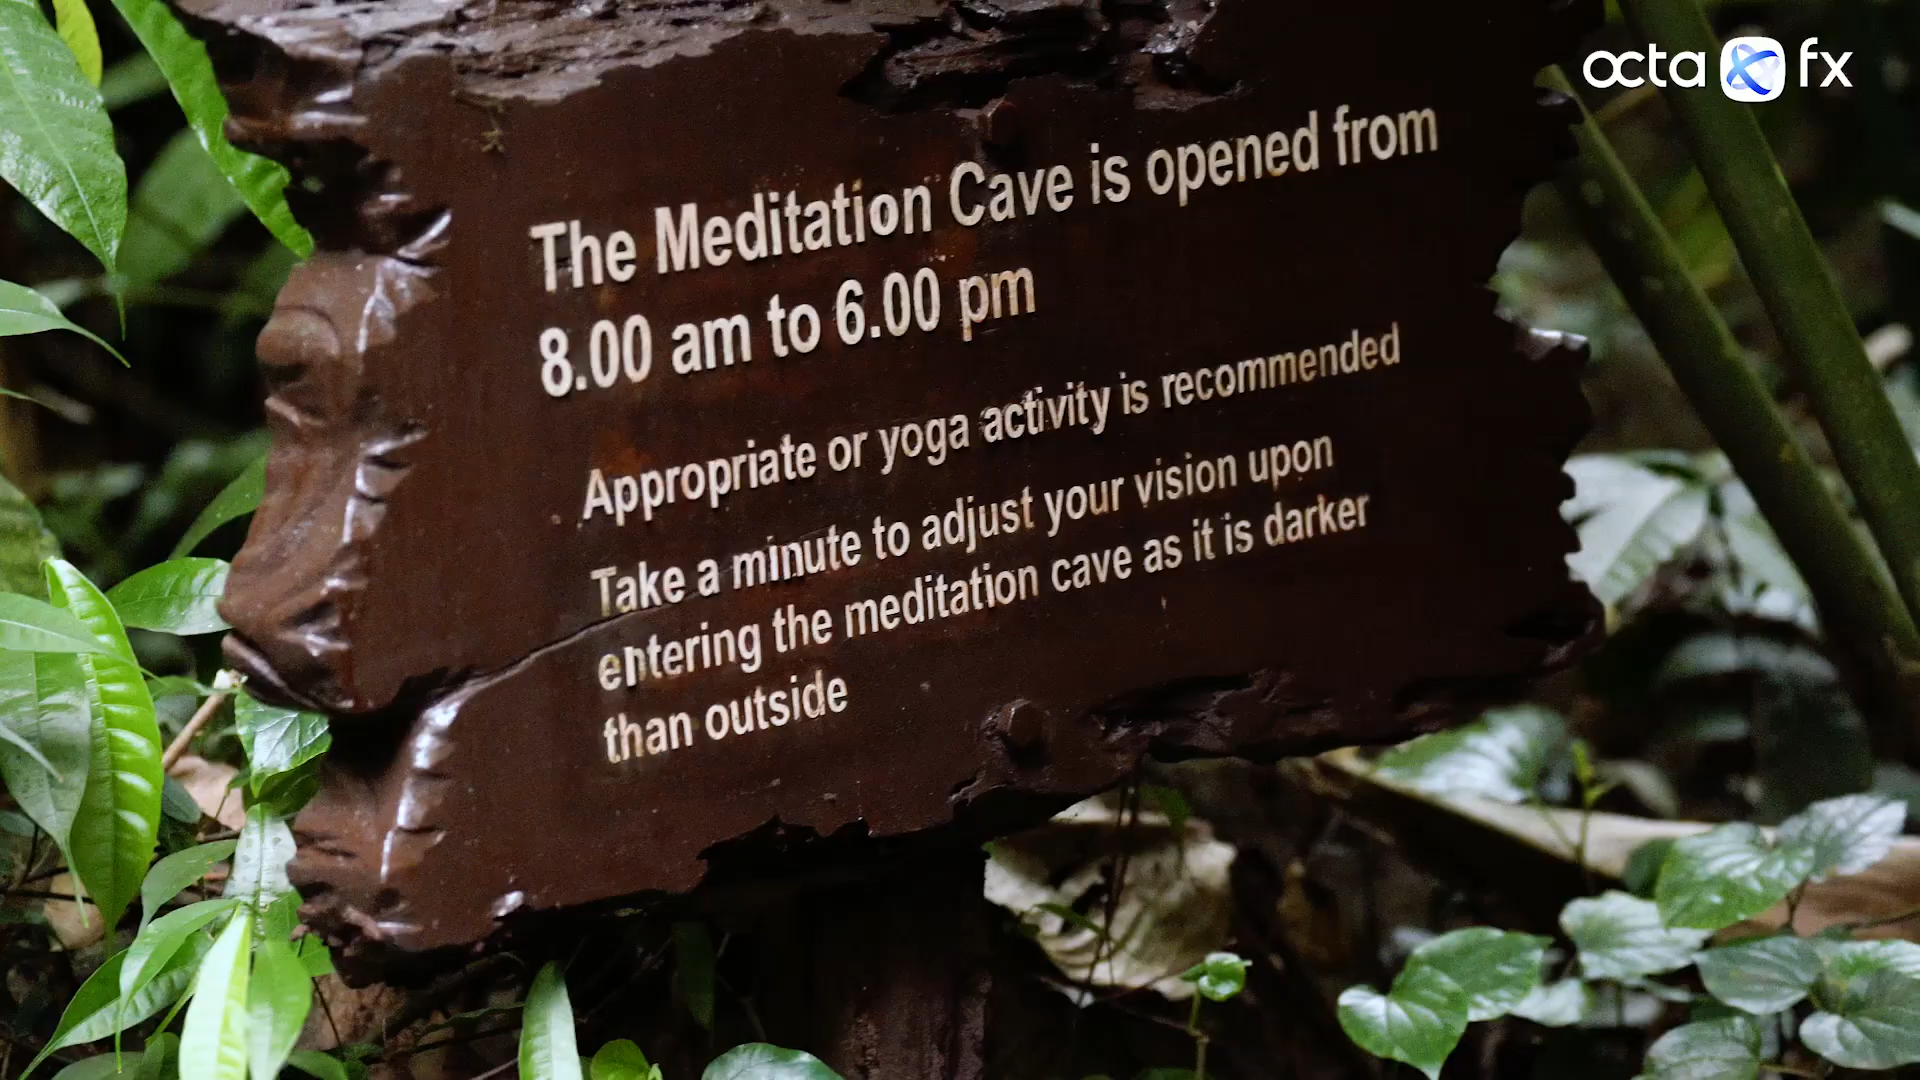 octa fx
The Meditation Cave is opened from
8.00 am to 6.00 pm
Appropriate or yoga activity is recommended
Take a minute to adjust your vision upon
entering the meditation cave as it is darker
than outside